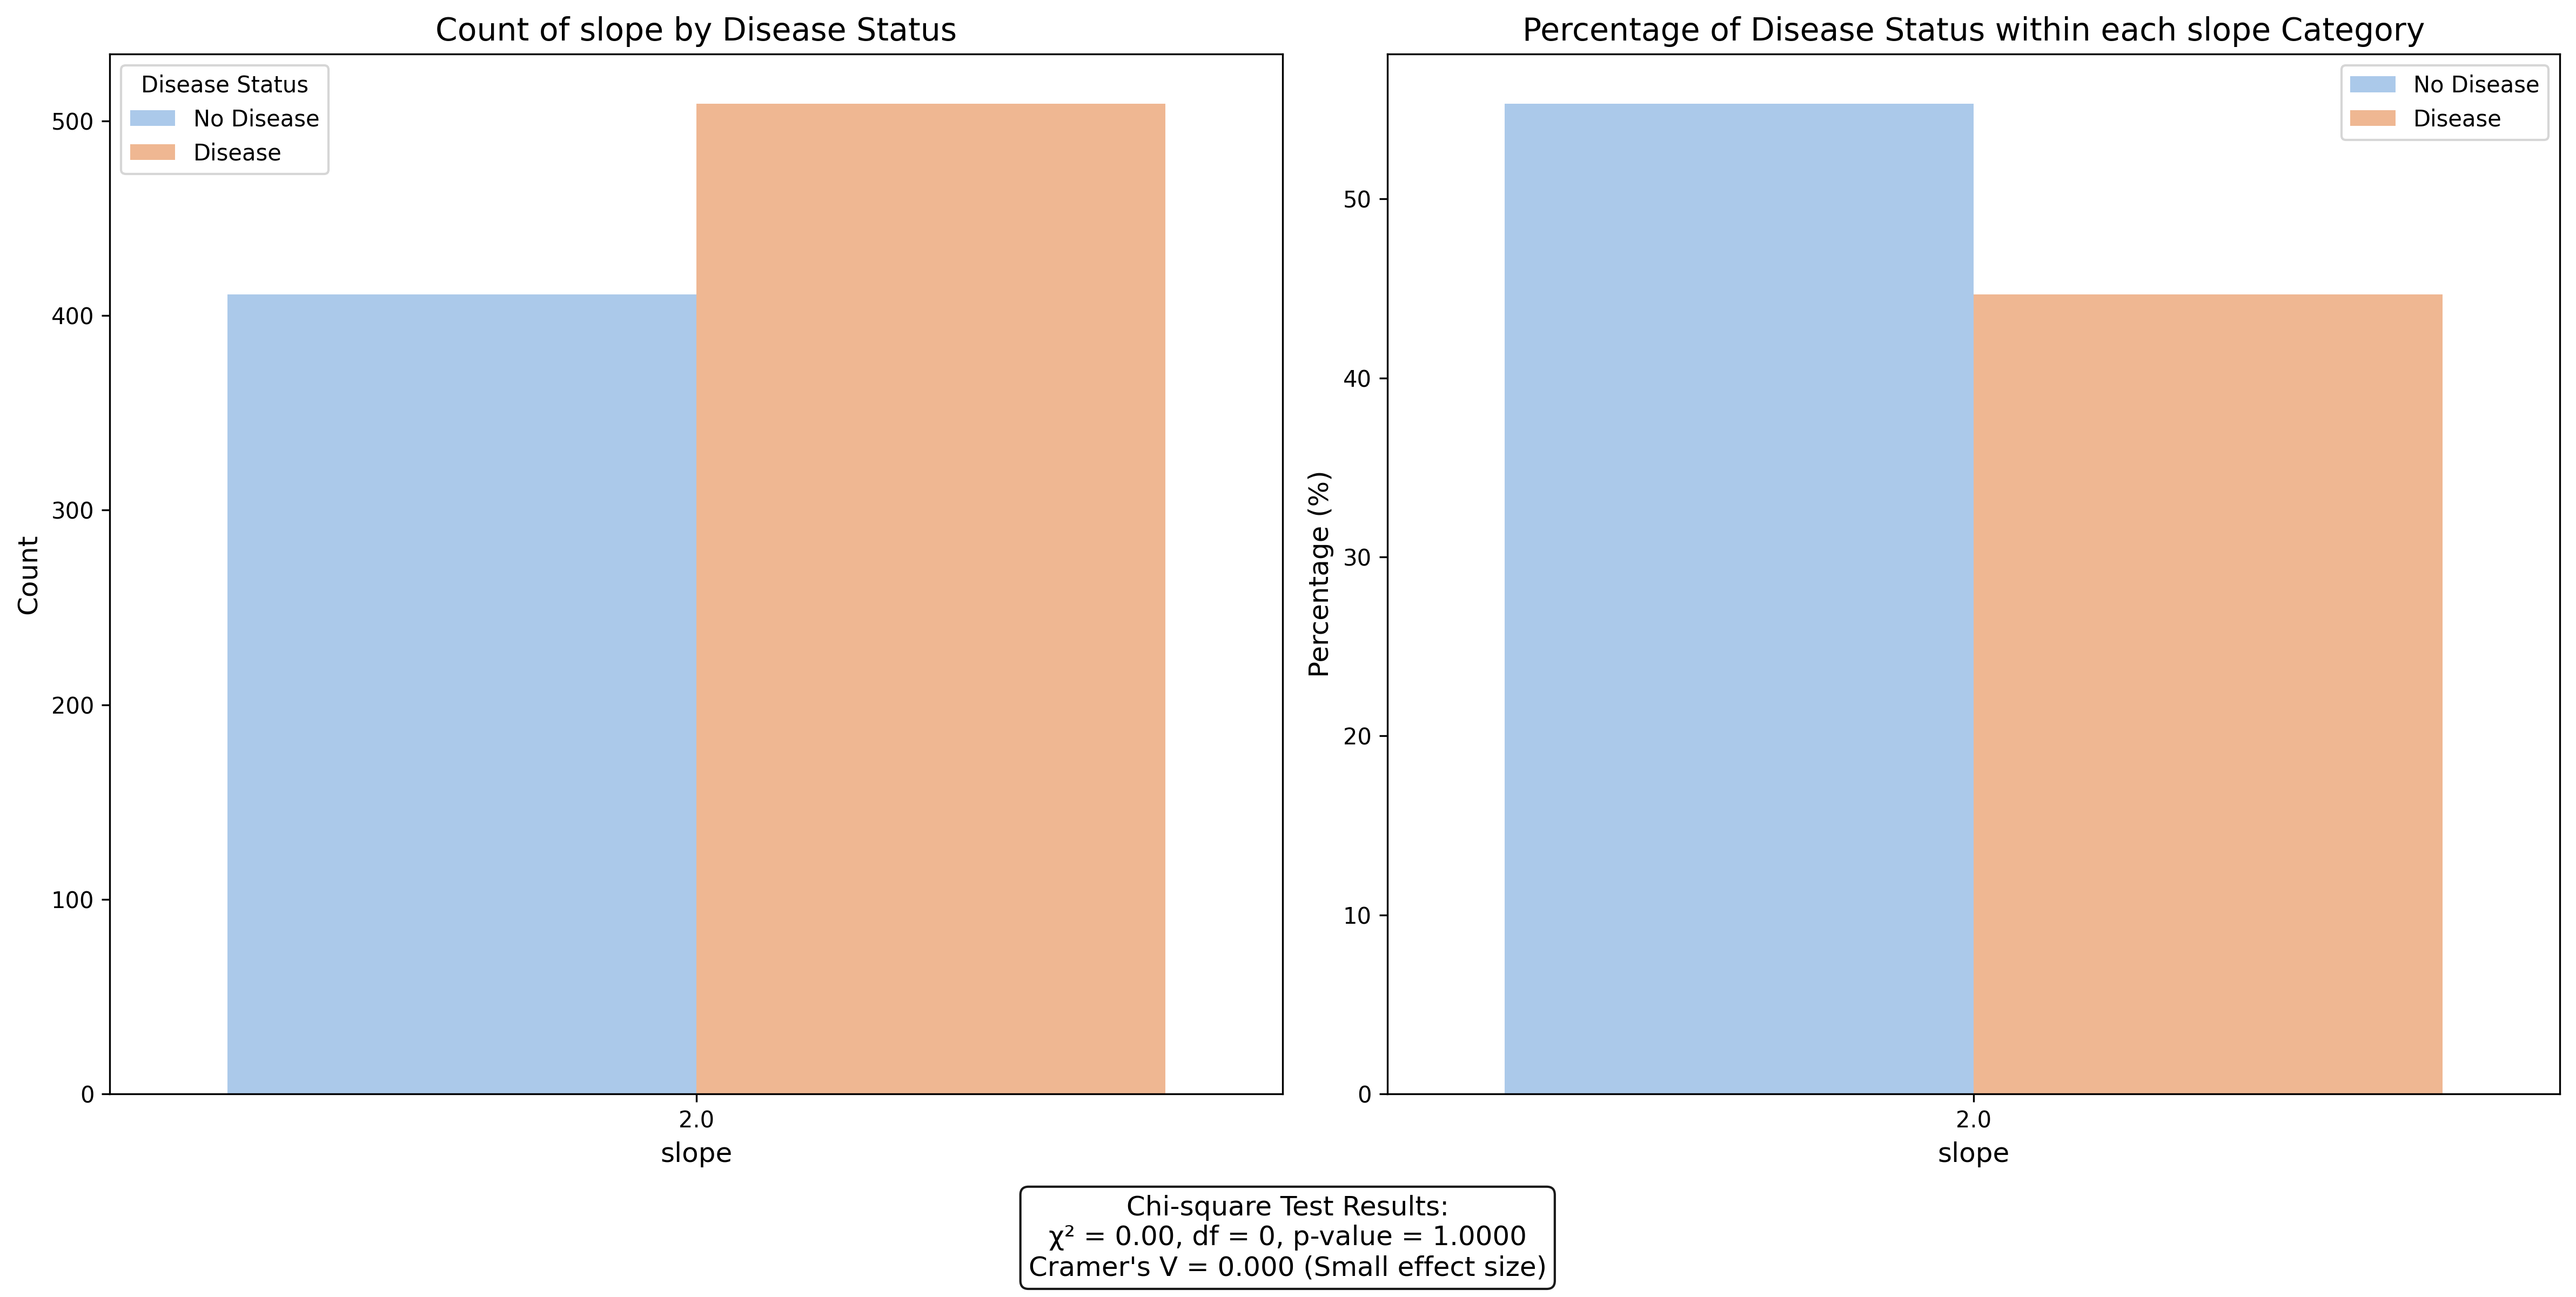 Count of slope by Disease Status
Disease Status
No Disease
Disease
500
400
300
200
100
0
Count
2.0
slope
Percentage of Disease Status within each slope Category
No Disease
Disease
50
40
30
20
10
0
Percentage (%)
2.0
slope
Chi-square Test Results:
χ² = 0.00, df = 0, p-value = 1.0000
Cramer's V = 0.000 (Small effect size)